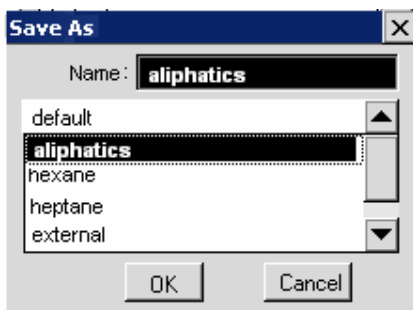 Save As
Name: aliphatics
default
aliphatics
hexane
heptane
external
OK Cancel